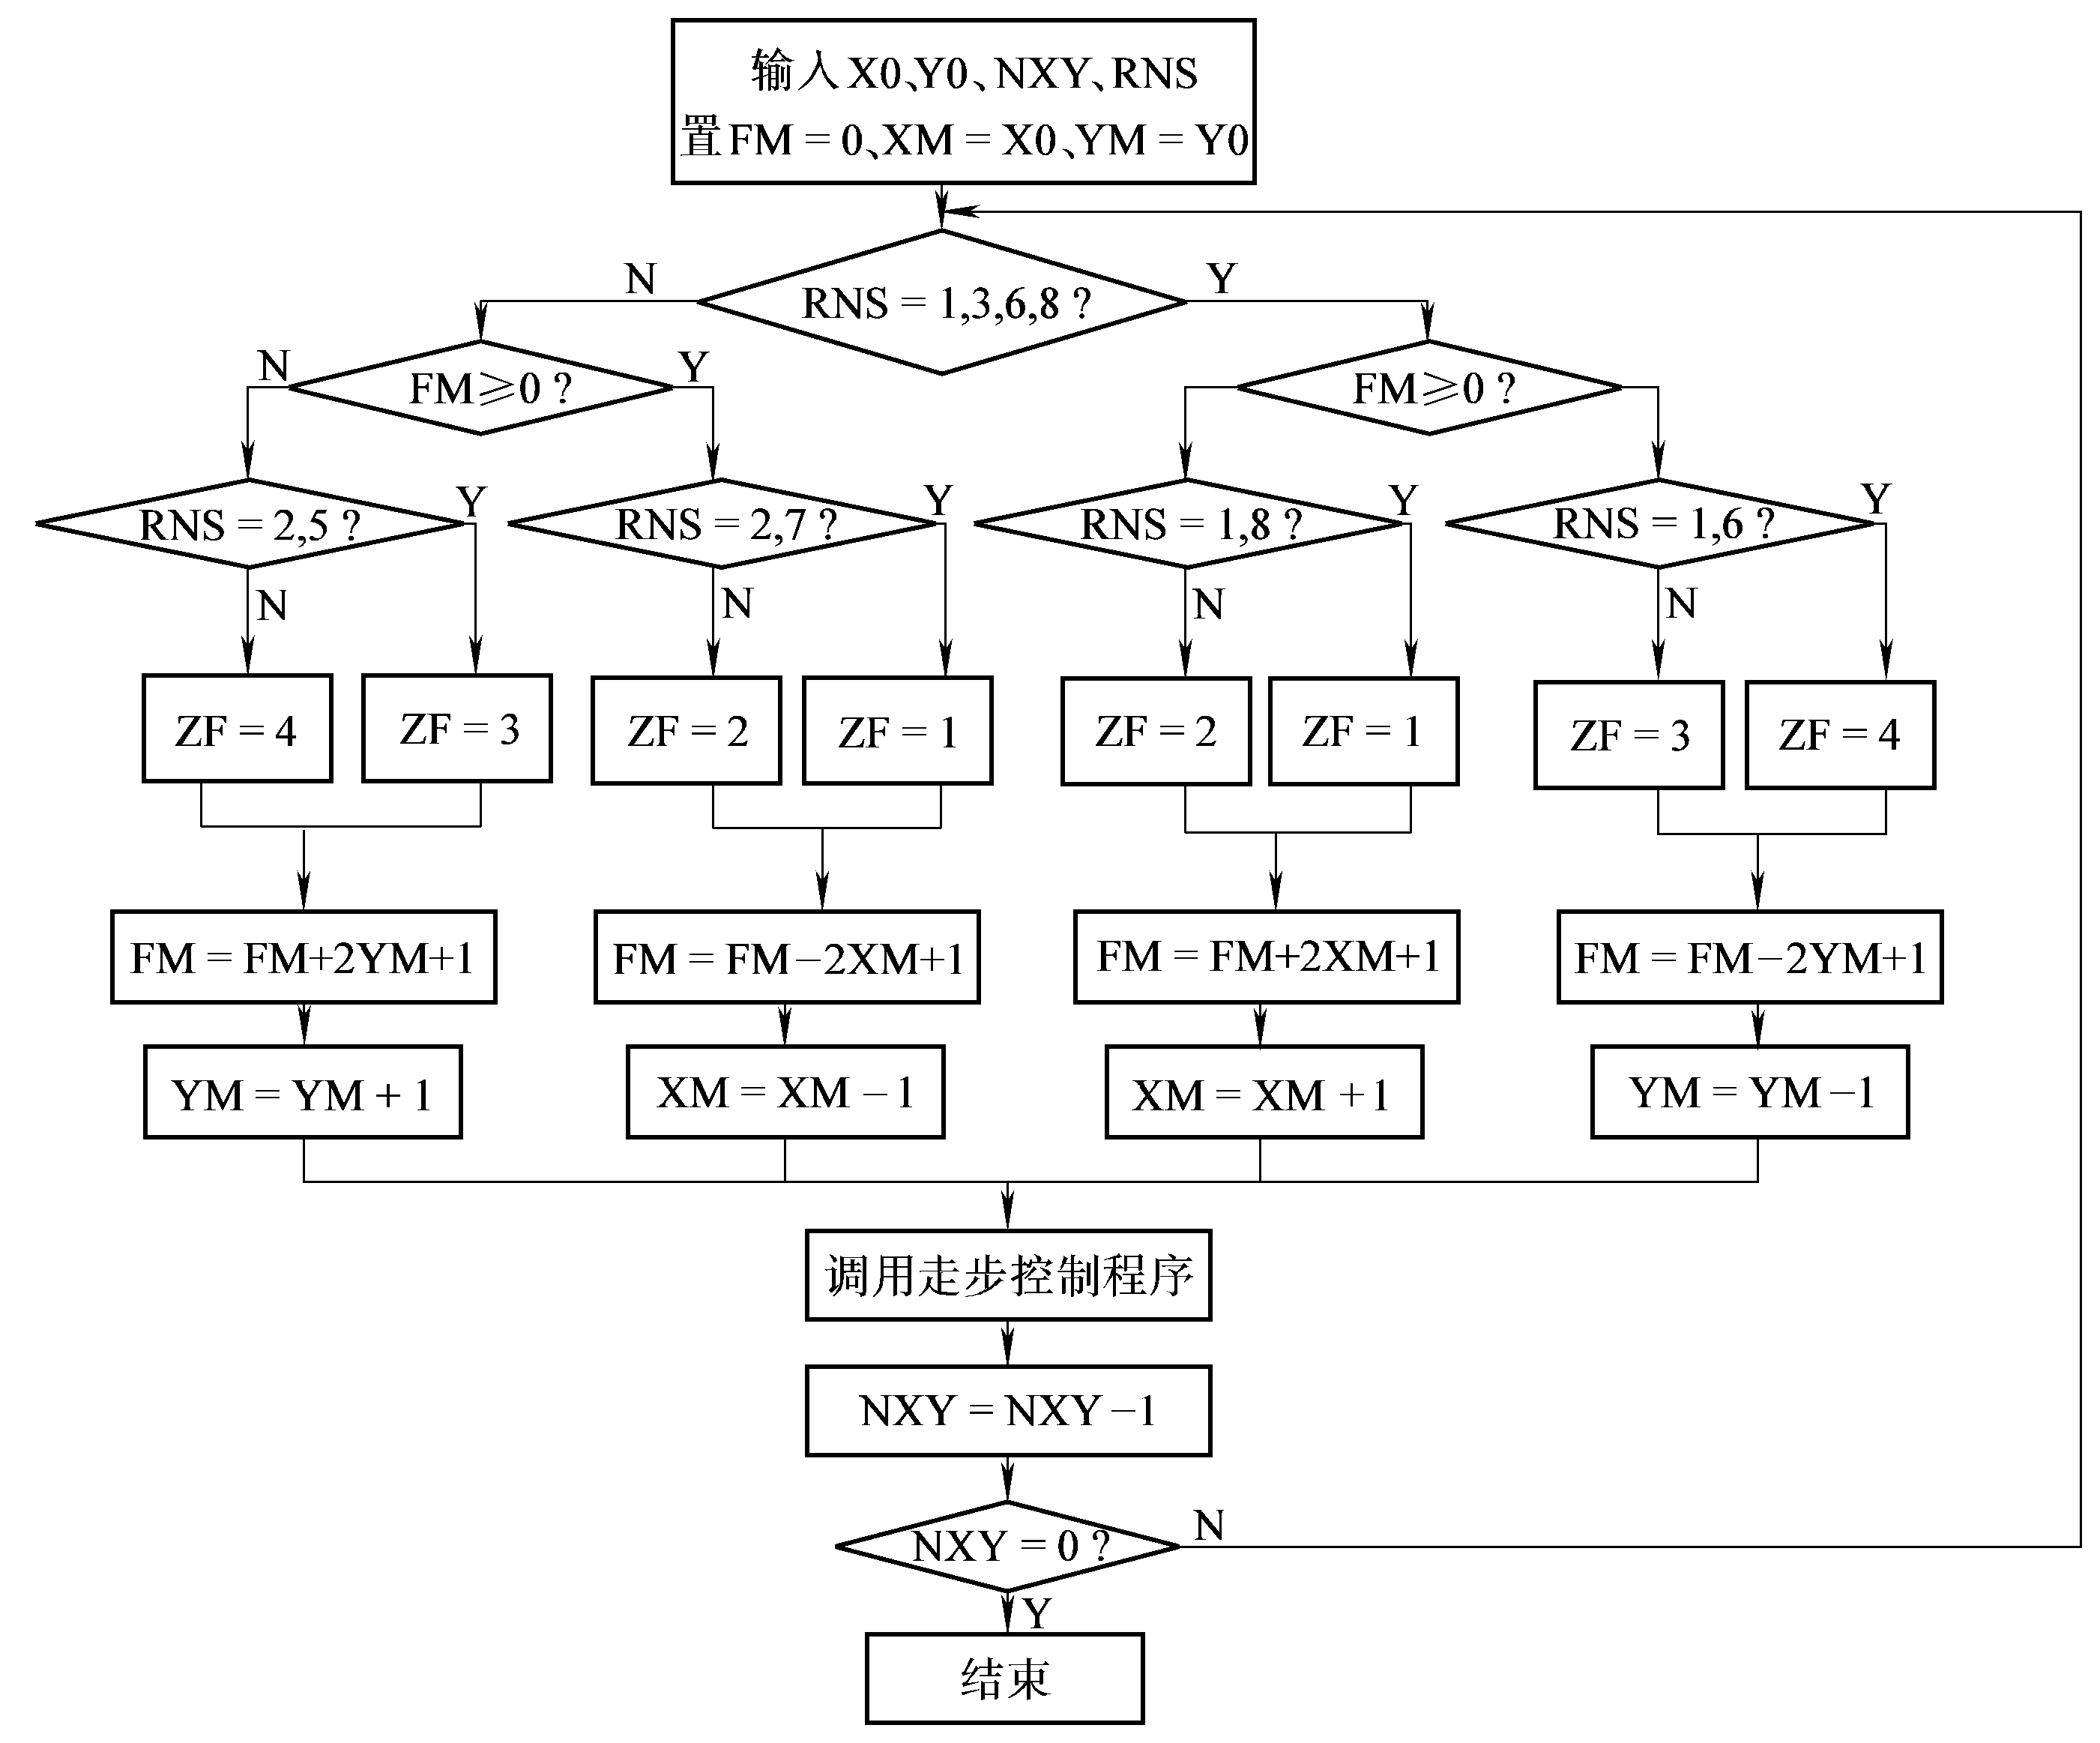 输入X0、Y0、NXY、RNS
置FM = 0、XM = X0、YM = Y0
RNS = 1,3,6,8 ?
N
Y
FM≥0 ?
N
Y
FM≥0 ?
RNS = 2,5 ?
Y
N
RNS = 2,7 ?
Y
N
RNS = 1,8 ?
Y
N
RNS = 1,6 ?
Y
N
ZF = 4
ZF = 3
ZF = 2
ZF = 1
ZF = 2
ZF = 1
ZF = 3
ZF = 4
FM = FM+2YM+1
FM = FM−2XM+1
FM = FM+2XM+1
FM = FM−2YM+1
YM = YM + 1
XM = XM − 1
XM = XM + 1
YM = YM −1
调用走步控制程序
NXY = NXY −1
NXY = 0 ?
N
Y
结束